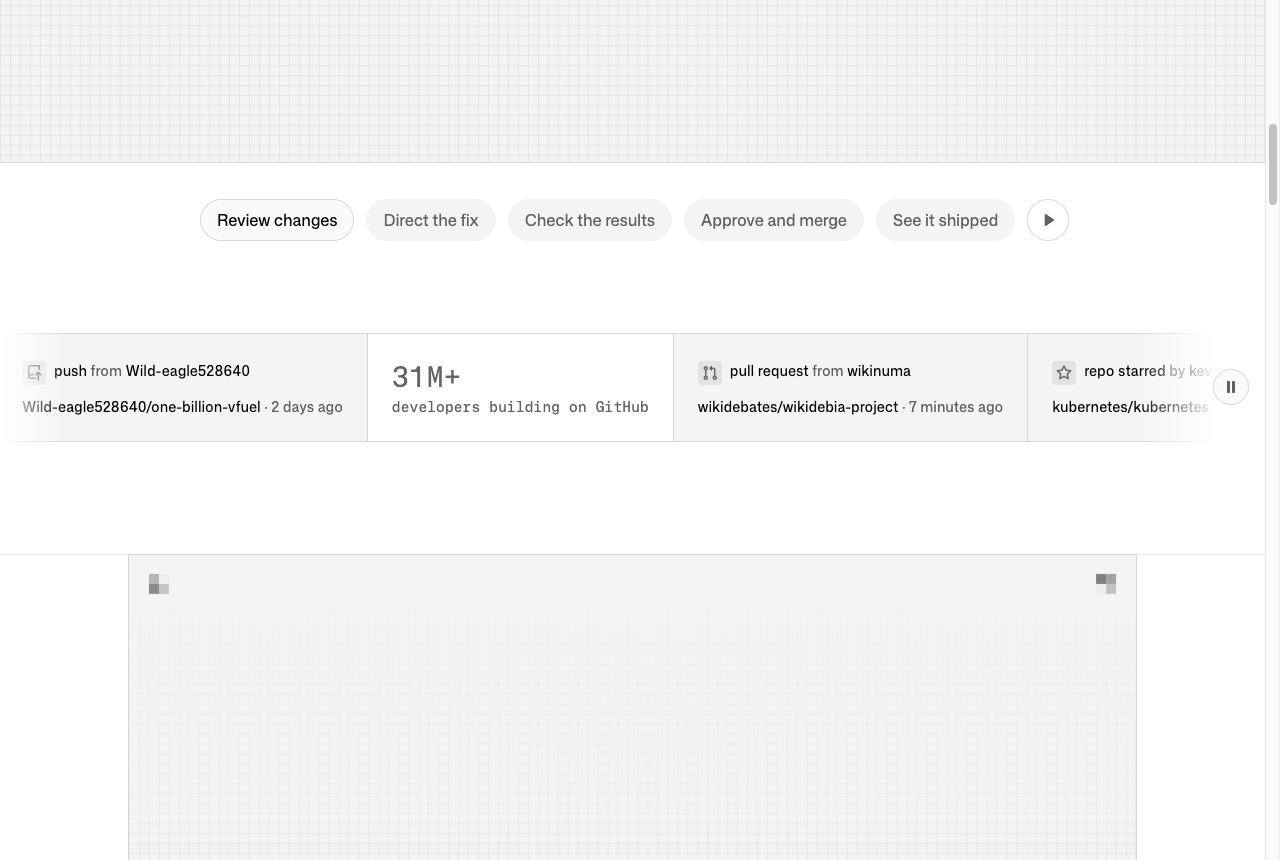 Review changes
Direct the fix
Check the results
Approve and merge
See it shipped
push from Wild-eagle528640
Wild-eagle528640/one-billion-vfuel · 2 days ago
31M+
developers building on GitHub
pull request from wikinuma
wikidebates/wikidebia-project · 7 minutes ago
repo starred by
kubernetes/kubernetes